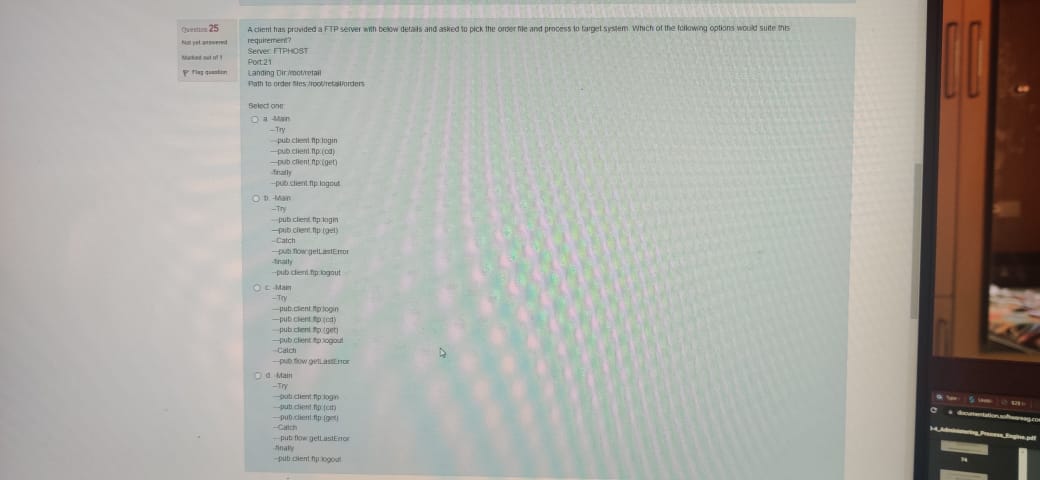 Question 25
Not yet answered
Marked out of 1
Flag question
A client has provided a FTP server with below details and asked to pick the order file and process to target system. Which of the following options would suite this
requirement?
Server: FTPHOST
Port:21
Landing Dir:/root/retail
Path to order files:/root/retail/orders
Select one:
a. -Main
--Try
---pub.client.ftp:login
---pub.client.ftp:(cd)
---pub.client.ftp:(get)
-finally
--pub.client.ftp:logout
b. -Main
--Try
---pub.client.ftp:login
---pub.client.ftp:(get)
--Catch
---pub.flow:getLastError
-finally
--pub.client.ftp:logout
c. -Main
--Try
---pub.client.ftp:login
---pub.client.ftp:(cd)
---pub.client.ftp:(get)
---pub.client.ftp:logout
--Catch
---pub.flow:getLastError
d. -Main
--Try
---pub.client.ftp:login
---pub.client.ftp:(cd)
---pub.client.ftp:(get)
--Catch
---pub.flow:getLastError
-finally
--pub.client.ftp:logout
documentation.softwareag.co
Administering_Process_Engine.pdf